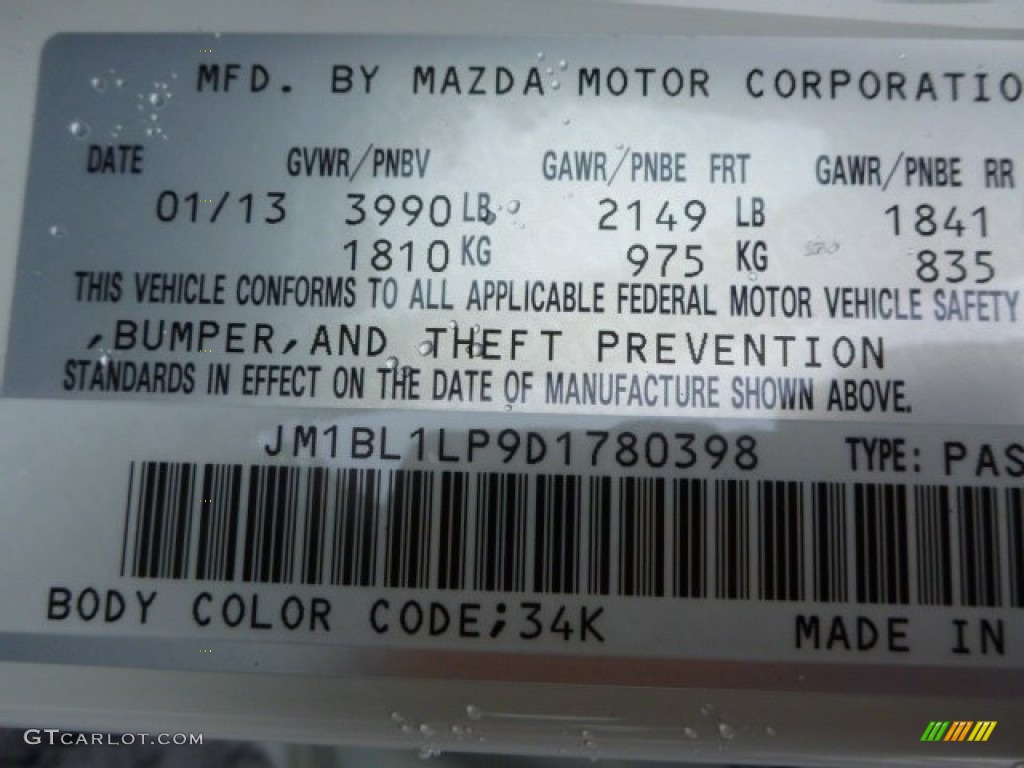 MFD. BY MAZDA MOTOR CORPORATIO
DATE GVWR/PNBV GAWR/PNBE FRT GAWR/PNBE RR
01/13 3990 LB 2149 LB 1841
1810 KG 975 KG 835
THIS VEHICLE CONFORMS TO ALL APPLICABLE FEDERAL MOTOR VEHICLE SAFETY
,BUMPER,AND THEFT PREVENTION
STANDARDS IN EFFECT ON THE DATE OF MANUFACTURE SHOWN ABOVE.
JM1BL1LP9D1780398 TYPE: PAS
BODY COLOR CODE;34K MADE IN
GTCARLOT.COM